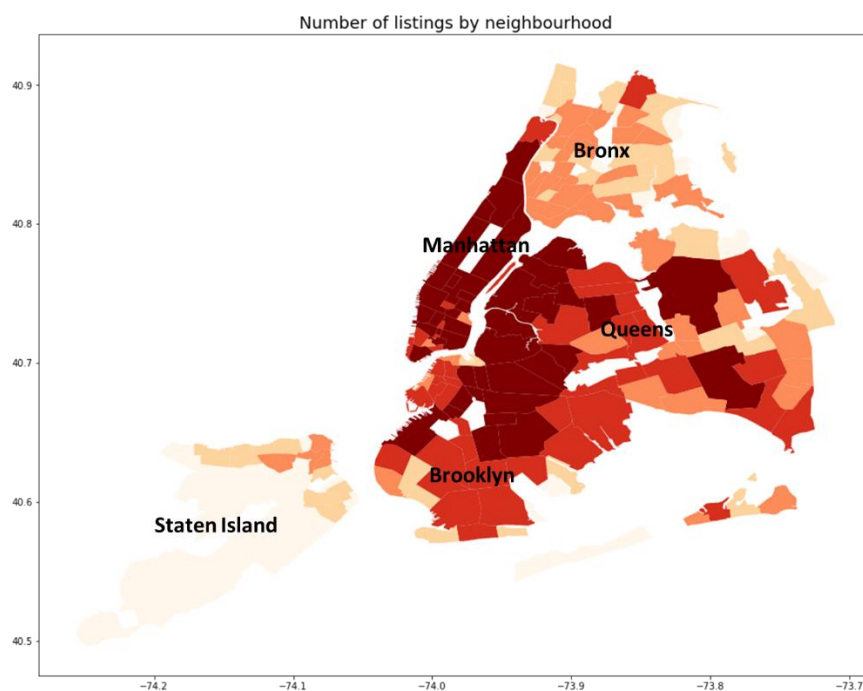 Number of listings by neighbourhood
40.9
Bronx
40.8
Manhattan
Queens
40.7
Brooklyn
40.6
Staten Island
40.5
−74.2 −74.1 −74.0 −73.9 −73.8 −73.7